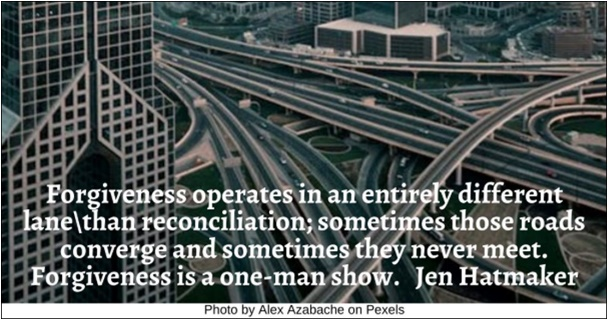 Forgiveness operates in an entirely different
lane\than reconciliation; sometimes those roads
converge and sometimes they never meet.
Forgiveness is a one-man show. Jen Hatmaker
Photo by Alex Azabache on Pexels